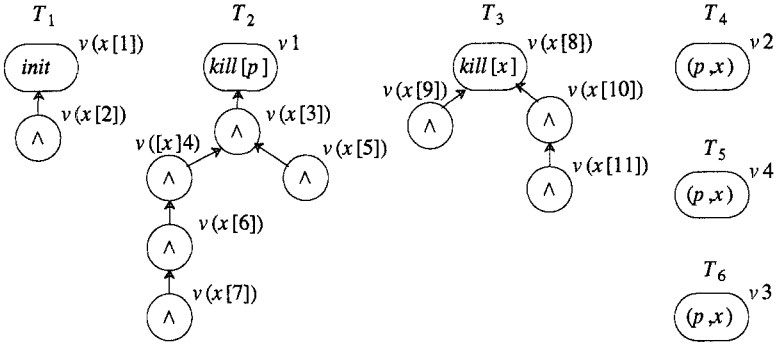 T1 T2 T3 T4
v(x[1]) v1 v(x[8]) v2
init kill[p] kill[x] (p,x)
v(x[9]) v(x[10])
v(x[2]) v(x[3])
∧ ∧ ∧ ∧
v([x]4) v(x[5]) T5
v(x[11]) v4
∧ ∧ ∧ (p,x)
v(x[6])
∧ T6
v(x[7]) v3
∧ (p,x)